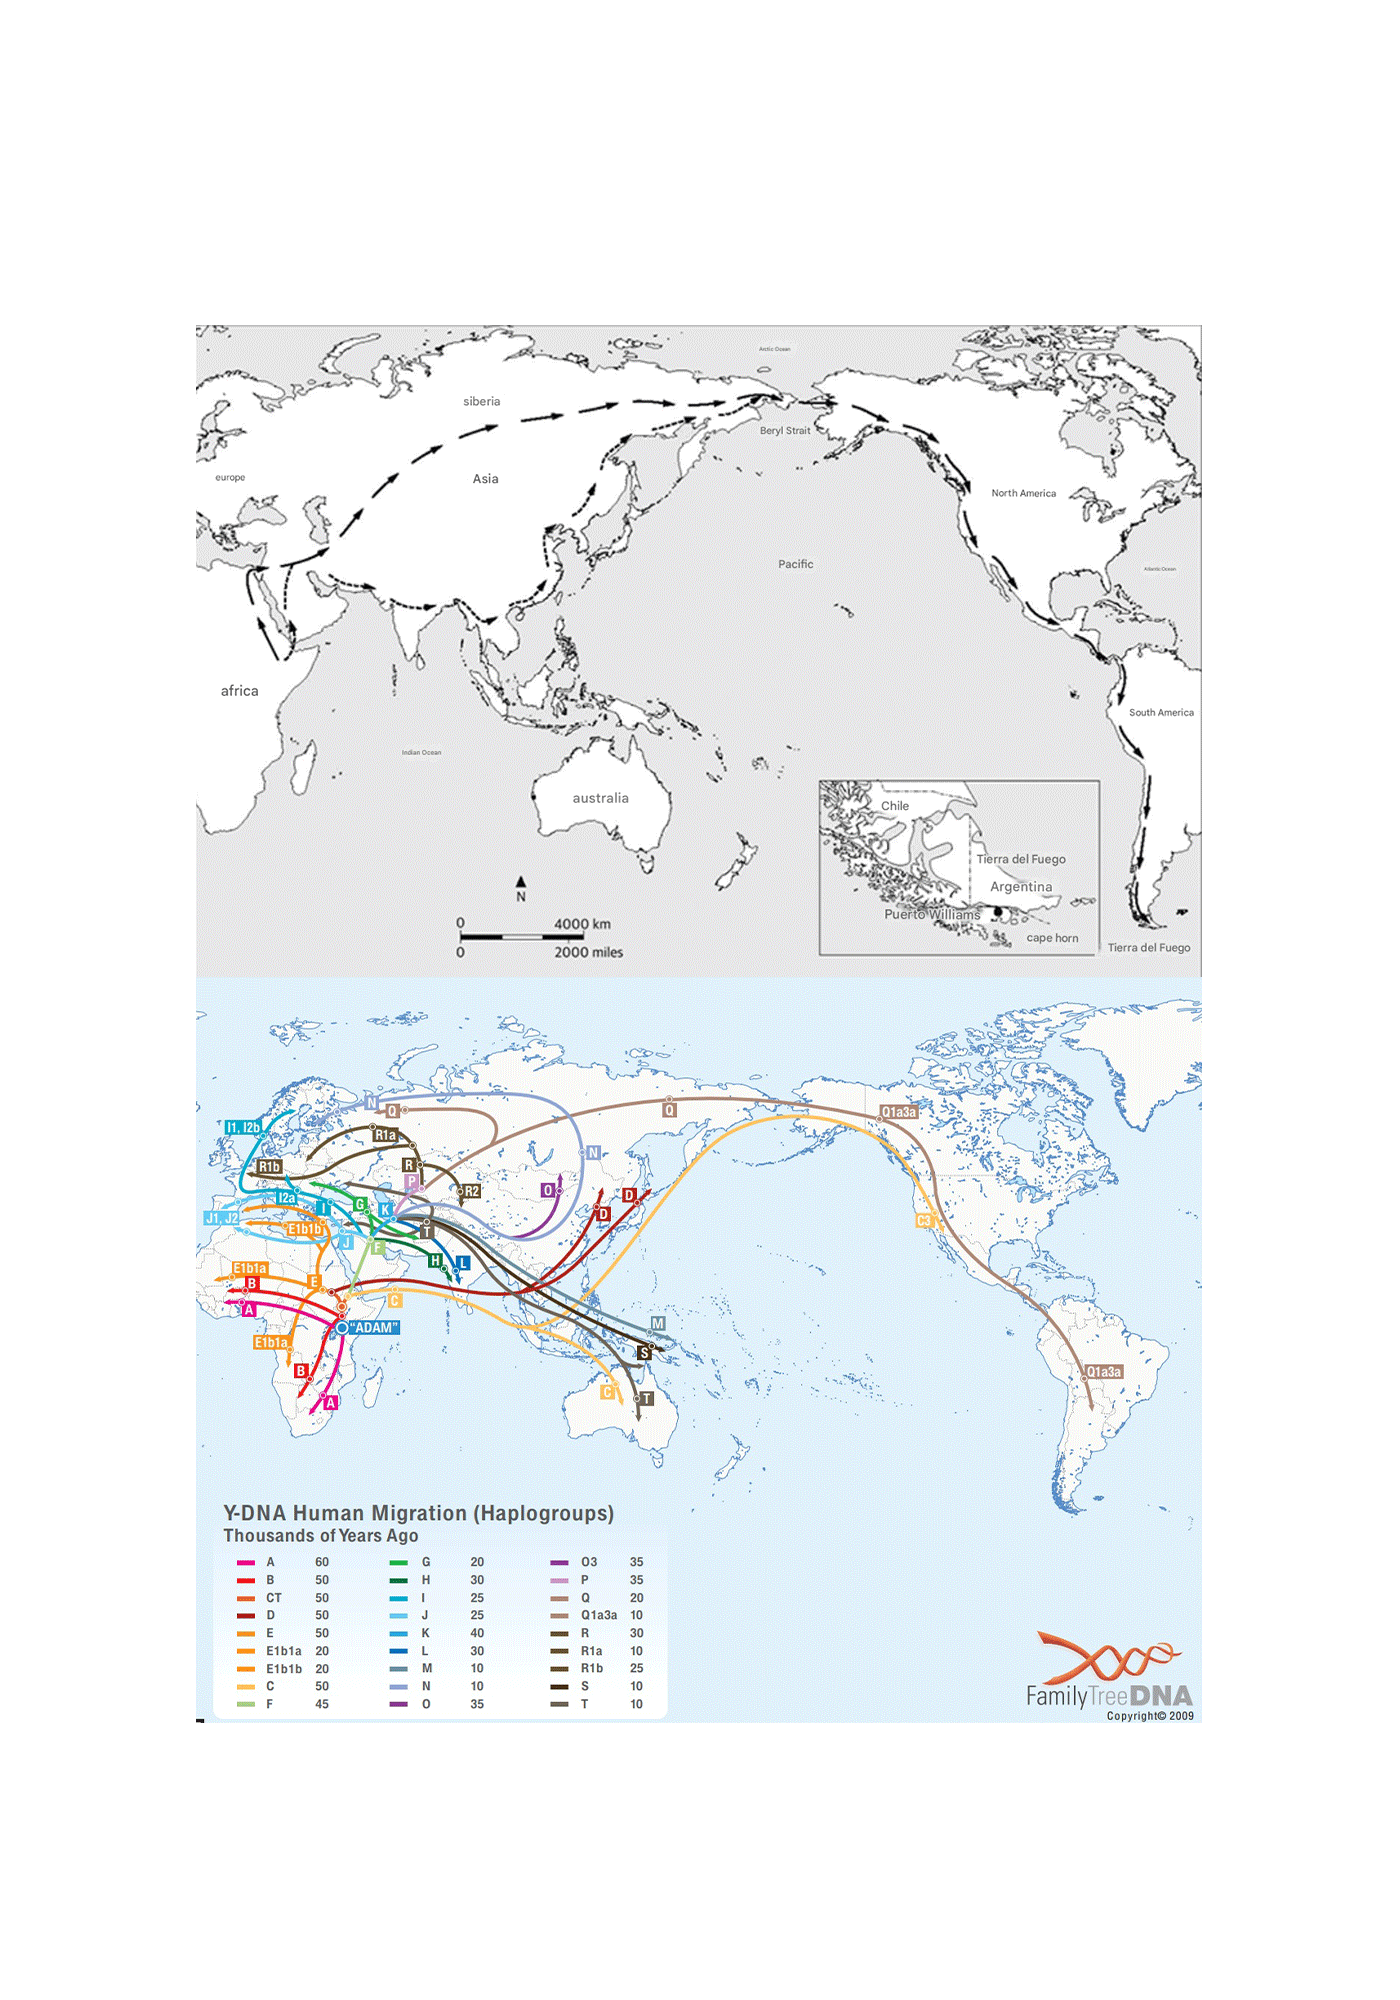 Arctic Ocean
siberia
Beryl Strait
europe
Asia
North America
Pacific
Atlantic Ocean
africa
South America
Indian Ocean
australia
Chile
Tierra del Fuego
Argentina
Puerto Williams
cape horn
Tierra del Fuego
N
0 4000 km
0 2000 miles
N
Q
Q
Q1a3a
I1, I2b
R1a
N
R1b
R
P
R2
O
D
I2a
G
K
D
J1, J2
I
E1b1b
T
C3
J
F
H
L
E1b1a
B
E
A
C
"ADAM"
M
E1b1a
S
B
Q1a3a
A
C
T
Y-DNA Human Migration (Haplogroups)
Thousands of Years Ago
A 60 G 20 O3 35
B 50 H 30 P 35
CT 50 I 25 Q 20
D 50 J 25 Q1a3a 10
E 50 K 40 R 30
E1b1a 20 L 30 R1a 10
E1b1b 20 M 10 R1b 25
C 50 N 10 S 10
F 45 O 35 T 10
FamilyTreeDNA
Copyright© 2009